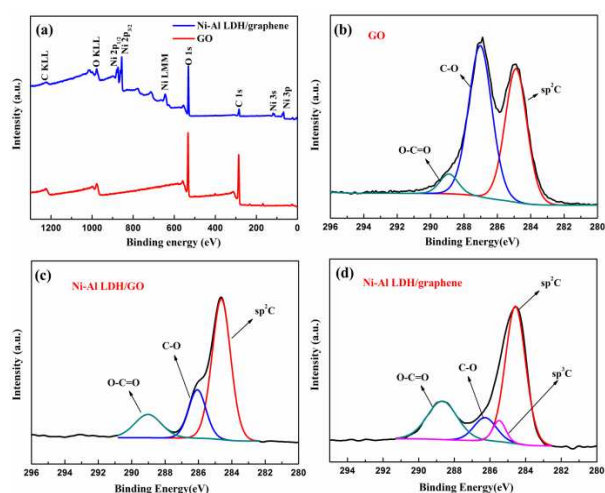 (a)
Ni-Al LDH/graphene
GO
C KLL
O KLL
Ni 2p1/2
Ni 2p3/2
Ni LMM
O 1s
C 1s
Ni 3s
Ni 3p
Intensity (a.u.)
1200 1000 800 600 400 200 0
Binding energy (eV)
(b)
GO
C-O
sp2C
O-C=O
Intensity (a.u.)
296 294 292 290 288 286 284 282 280
Binding Energy(eV)
(c)
Ni-Al LDH/GO
sp2C
C-O
O-C=O
Intensity (a.u.)
296 294 292 290 288 286 284 282 280
Binding Energy(eV)
(d)
Ni-Al LDH/graphene
sp2C
C-O
O-C=O
sp3C
Intensity (a.u.)
294 292 290 288 286 284 282 280
Binding Energy(eV)